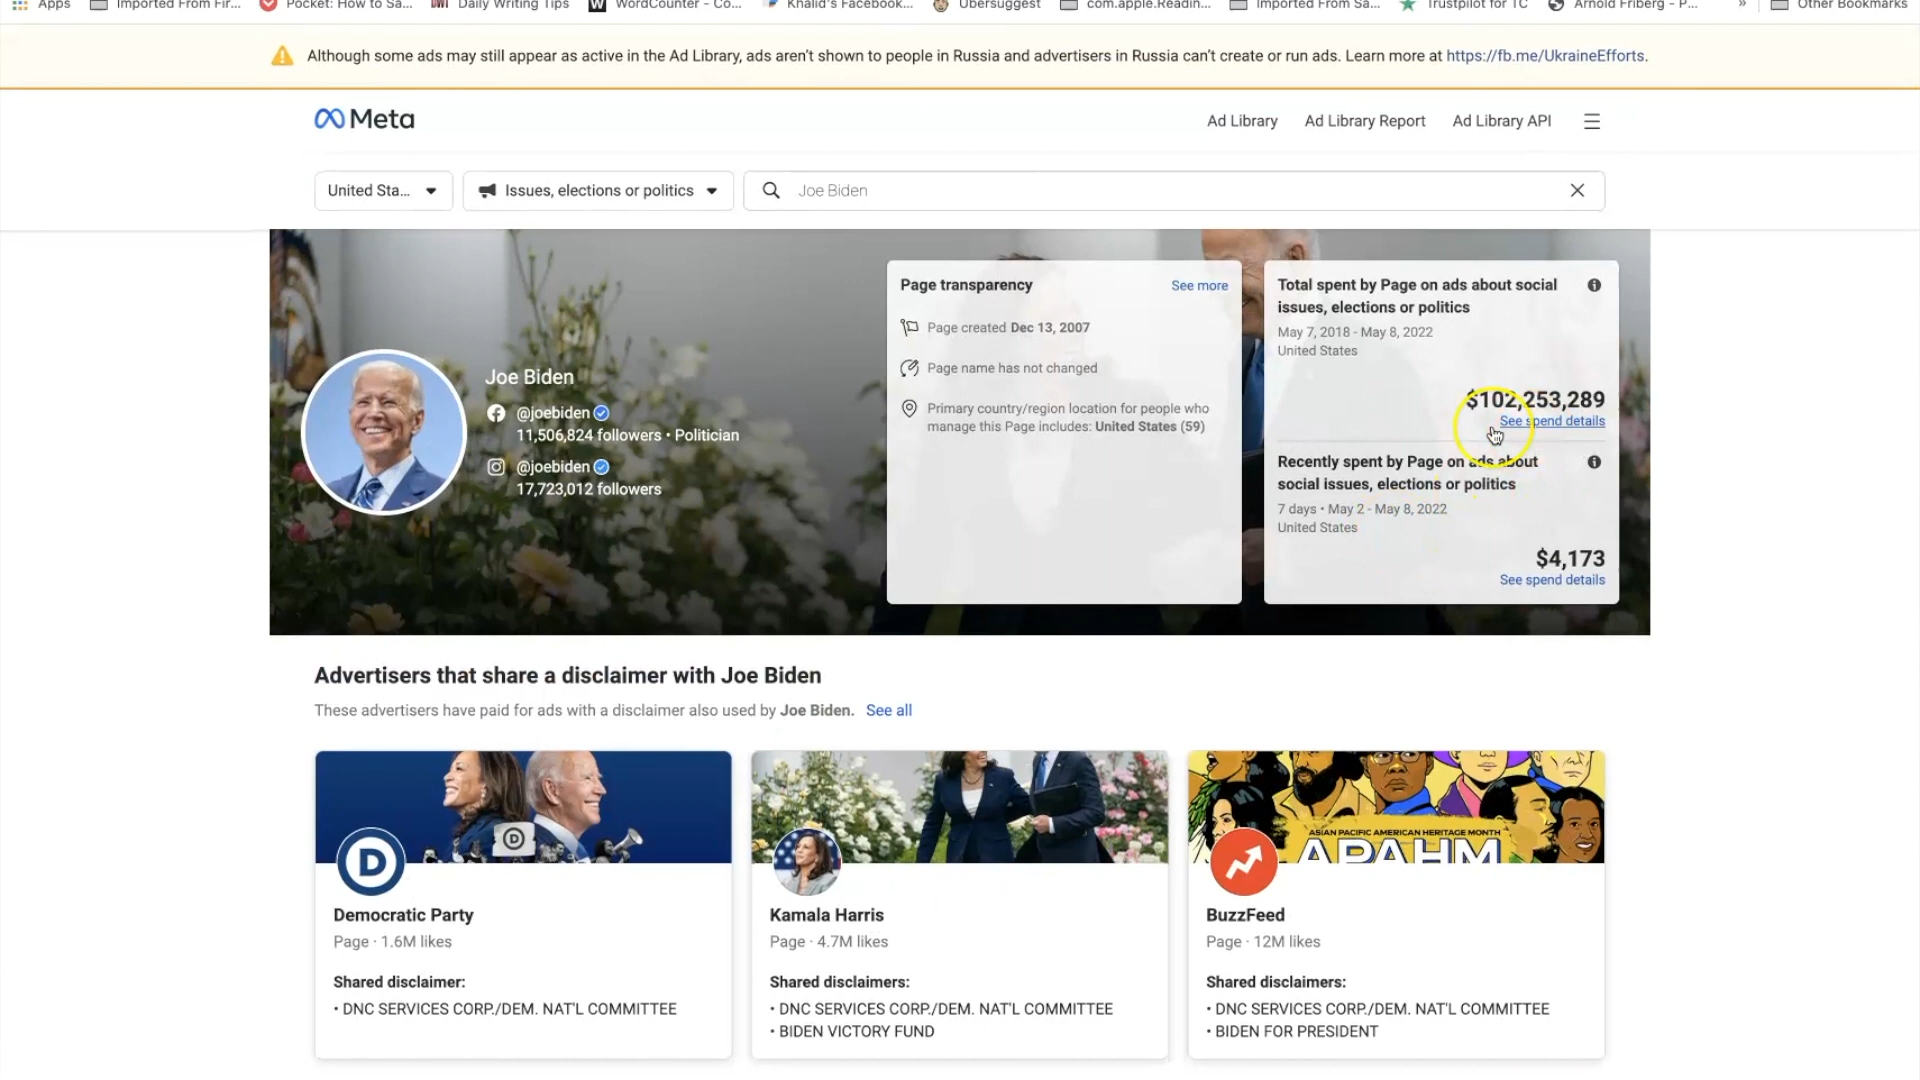 Apps
Imported From Fir...
Pocket: How to Sa...
Daily Writing Tips
WordCounter - Co...
Khalid's Facebook...
Ubersuggest
com.apple.Readin...
Imported From Sa...
Trustpilot for TC
Arnold Friberg - P...
»
Other Bookmarks
Although some ads may still appear as active in the Ad Library, ads aren't shown to people in Russia and advertisers in Russia can't create or run ads. Learn more at https://fb.me/UkraineEfforts.
Meta
Ad Library
Ad Library Report
Ad Library API
United Sta...
Issues, elections or politics
Joe Biden
Joe Biden
@joebiden
11,506,824 followers • Politician
@joebiden
17,723,012 followers
Page transparency
See more
Page created Dec 13, 2007
Page name has not changed
Primary country/region location for people who
manage this Page includes: United States (59)
Total spent by Page on ads about social
issues, elections or politics
May 7, 2018 - May 8, 2022
United States
$102,253,289
See spend details
Recently spent by Page on ads about
social issues, elections or politics
7 days • May 2 - May 8, 2022
United States
$4,173
See spend details
Advertisers that share a disclaimer with Joe Biden
These advertisers have paid for ads with a disclaimer also used by Joe Biden. See all
D
D
Democratic Party
Page · 1.6M likes
Shared disclaimer:
• DNC SERVICES CORP./DEM. NAT'L COMMITTEE
Kamala Harris
Page · 4.7M likes
Shared disclaimers:
• DNC SERVICES CORP./DEM. NAT'L COMMITTEE
• BIDEN VICTORY FUND
ASIAN PACIFIC AMERICAN HERITAGE MONTH
APAHM
BuzzFeed
Page · 12M likes
Shared disclaimers:
• DNC SERVICES CORP./DEM. NAT'L COMMITTEE
• BIDEN FOR PRESIDENT